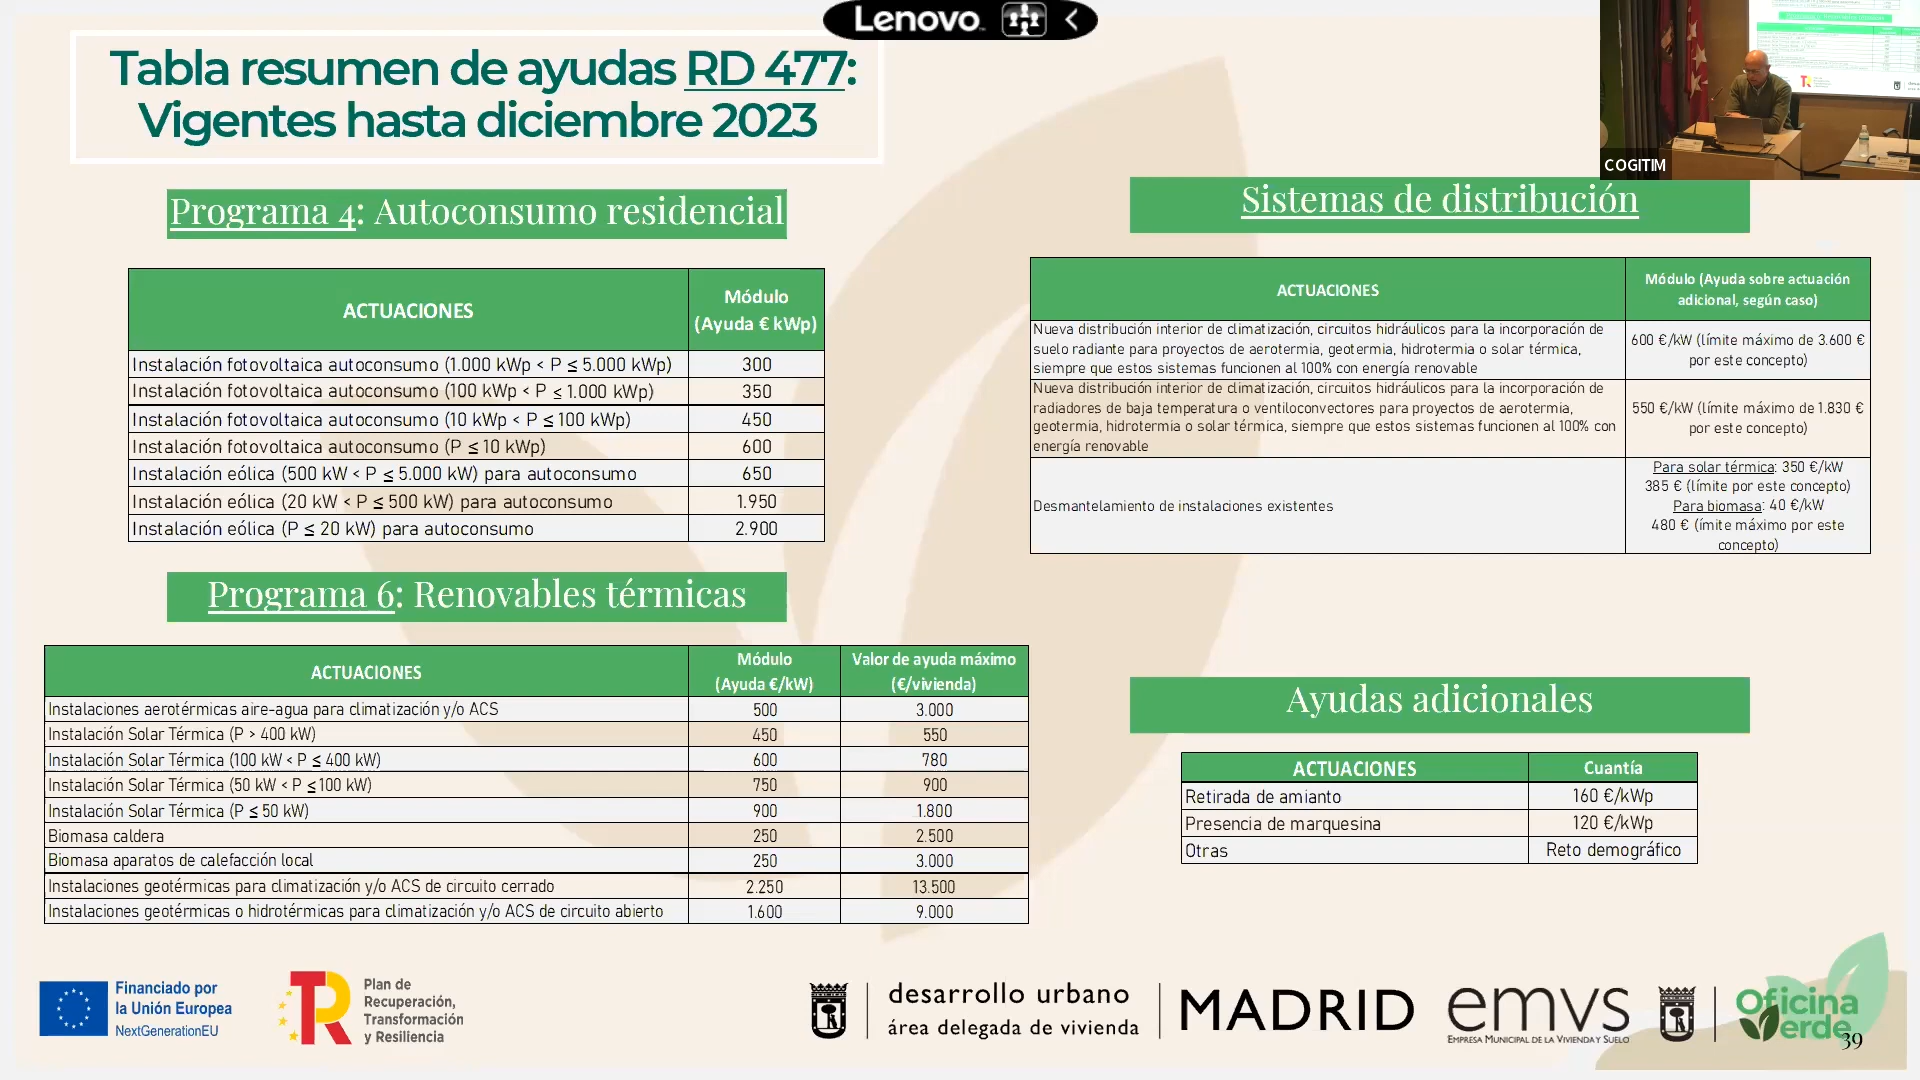 Lenovo
Tabla resumen de ayudas RD 477:
Vigentes hasta diciembre 2023
COGITIM
Programa 4: Autoconsumo residencial
ACTUACIONES
Módulo
(Ayuda € kWp)
Instalación fotovoltaica autoconsumo (1.000 kWp < P ≤ 5.000 kWp) 300
Instalación fotovoltaica autoconsumo (100 kWp < P ≤ 1.000 kWp) 350
Instalación fotovoltaica autoconsumo (10 kWp < P ≤ 100 kWp) 450
Instalación fotovoltaica autoconsumo (P ≤ 10 kWp) 600
Instalación eólica (500 kW < P ≤ 5.000 kW) para autoconsumo 650
Instalación eólica (20 kW < P ≤ 500 kW) para autoconsumo 1.950
Instalación eólica (P ≤ 20 kW) para autoconsumo 2.900
Programa 6: Renovables térmicas
ACTUACIONES
Módulo
(Ayuda €/kW)
Valor de ayuda máximo
(€/vivienda)
Instalaciones aerotérmicas aire-agua para climatización y/o ACS 500 3.000
Instalación Solar Térmica (P > 400 kW) 450 550
Instalación Solar Térmica (100 kW < P ≤ 400 kW) 600 780
Instalación Solar Térmica (50 kW < P ≤ 100 kW) 750 900
Instalación Solar Térmica (P ≤ 50 kW) 900 1.800
Biomasa caldera 250 2.500
Biomasa aparatos de calefacción local 250 3.000
Instalaciones geotérmicas para climatización y/o ACS de circuito cerrado 2.250 13.500
Instalaciones geotérmicas o hidrotérmicas para climatización y/o ACS de circuito abierto 1.600 9.000
Sistemas de distribución
ACTUACIONES
Módulo (Ayuda sobre actuación
adicional, según caso)
Nueva distribución interior de climatización, circuitos hidráulicos para la incorporación de
suelo radiante para proyectos de aerotermia, geotermia, hidrotermia o solar térmica,
siempre que estos sistemas funcionen al 100% con energía renovable
600 €/kW (límite máximo de 3.600 €
por este concepto)
Nueva distribución interior de climatización, circuitos hidráulicos para la incorporación de
radiadores de baja temperatura o ventiloconvectores para proyectos de aerotermia,
geotermia, hidrotermia o solar térmica, siempre que estos sistemas funcionen al 100% con
energía renovable
550 €/kW (límite máximo de 1.830 €
por este concepto)
Desmantelamiento de instalaciones existentes
Para solar térmica: 350 €/kW
385 € (límite por este concepto)
Para biomasa: 40 €/kW
480 € (ímite máximo por este
concepto)
Ayudas adicionales
ACTUACIONES Cuantía
Retirada de amianto 160 €/kWp
Presencia de marquesina 120 €/kWp
Otras Reto demográfico
Financiado por
la Unión Europea
NextGenerationEU
Plan de
Recuperación,
Transformación
y Resiliencia
desarrollo urbano
área delegada de vivienda
MADRID
emvs
EMPRESA MUNICIPAL DE LA VIVIENDA Y SUELO
Oficina
Verde
39